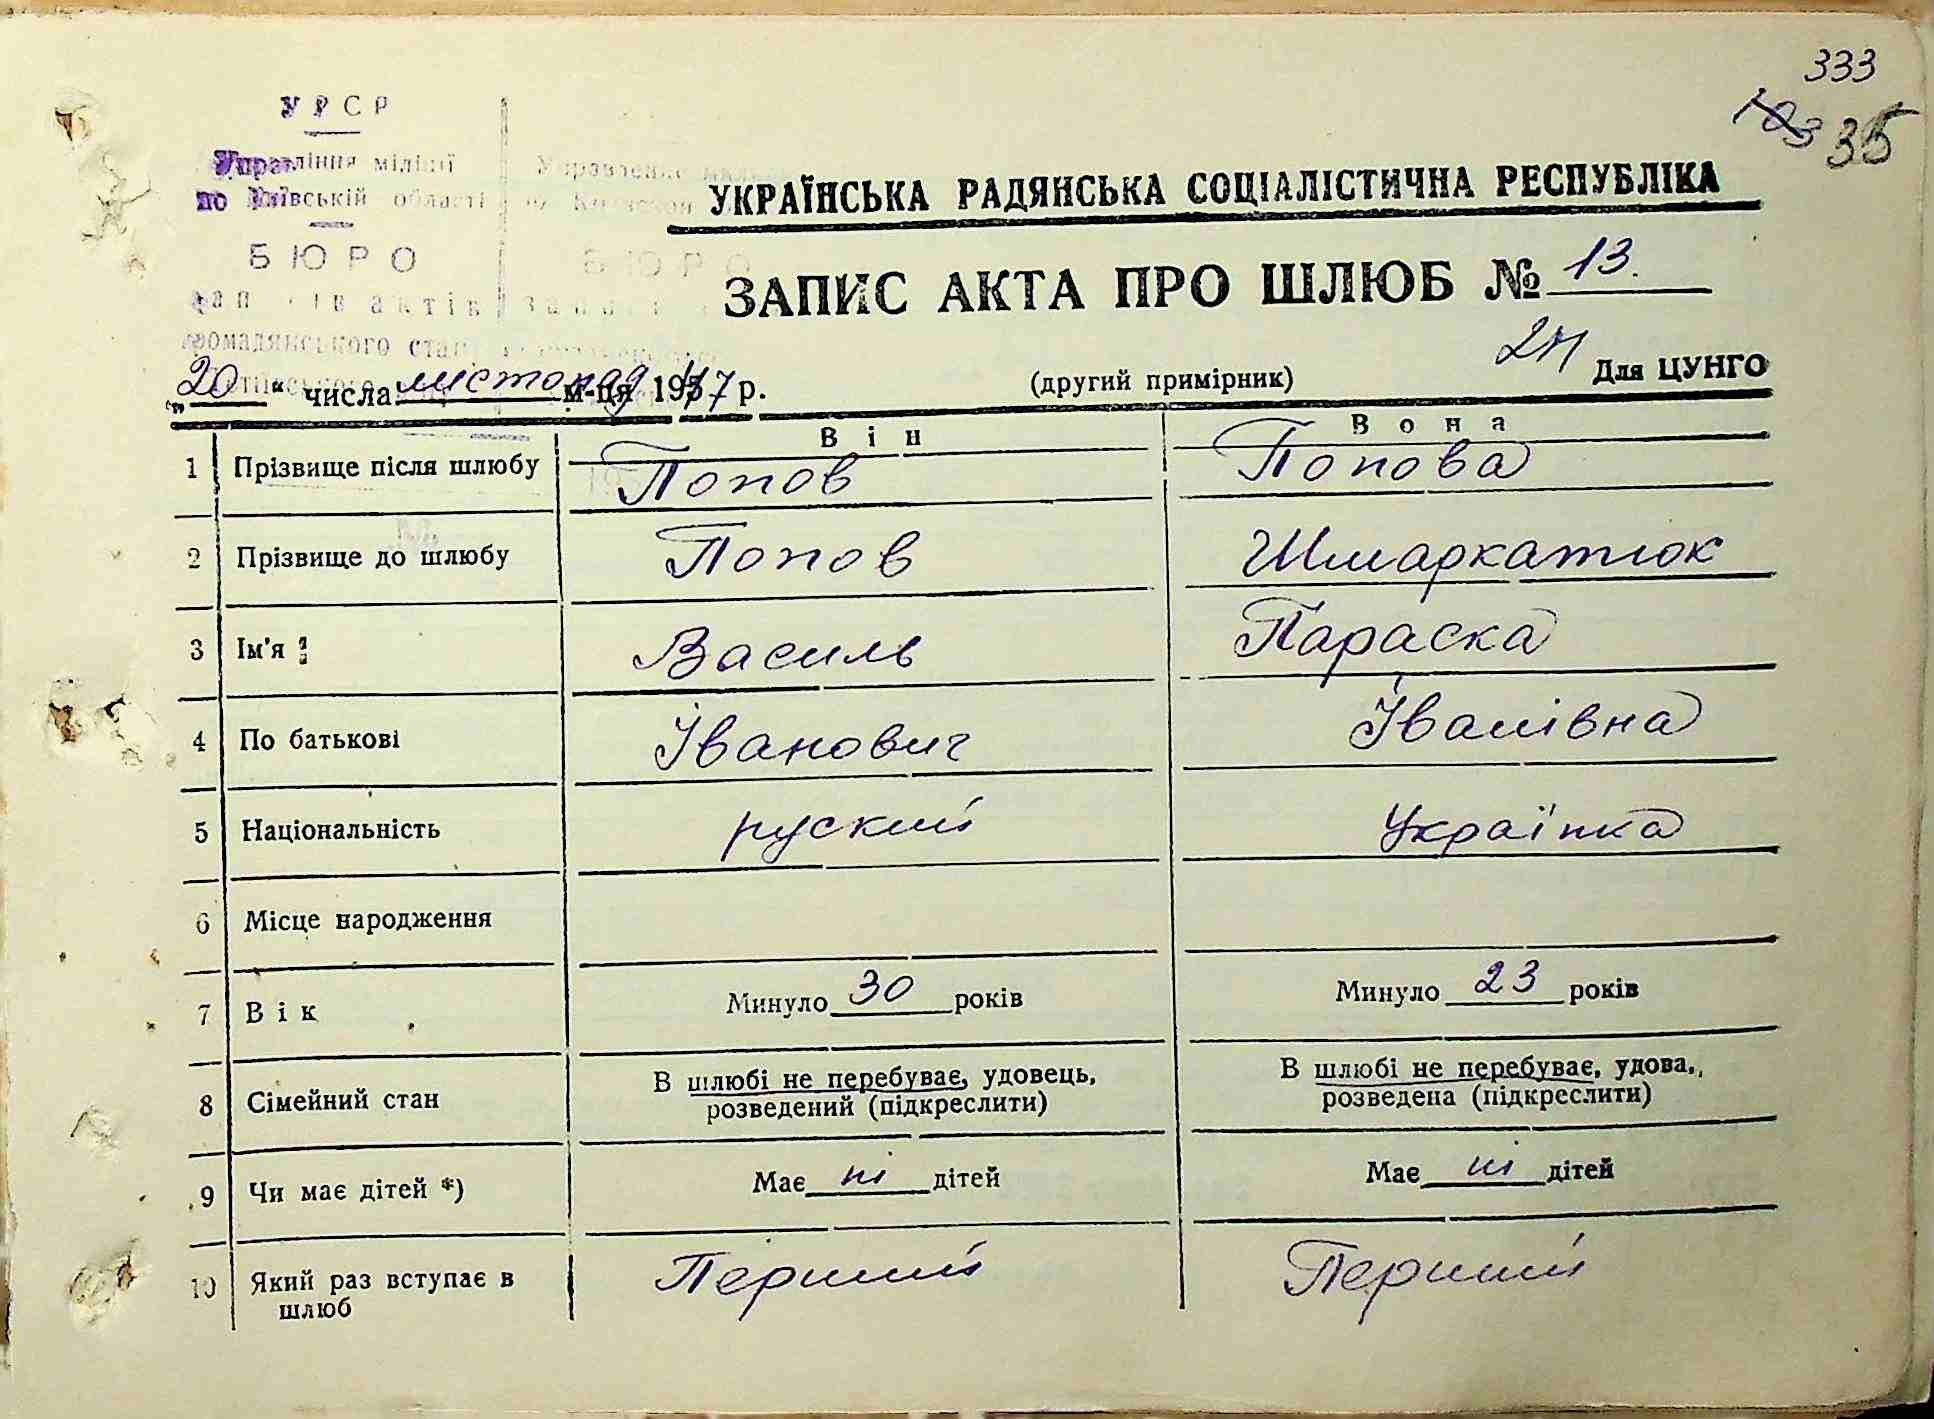 333
123 35
УРСР
Управління міліції
по Київській області
БЮРО
актів
громадянського стану
УКРАЇНСЬКА РАДЯНСЬКА СОЦІАЛІСТИЧНА РЕСПУБЛІКА
ЗАПИС АКТА ПРО ШЛЮБ № 13.
„20“ числа листопад м-ця 1947 р.
(другий примірник)
2п Для ЦУНГО
Він Вона
1 Прізвище після шлюбу Попов Попова
2 Прізвище до шлюбу Попов Шмаркатюк
3 Ім'я Василь Параска
4 По батькові Іванович Іванівна
5 Національність руский Українка
6 Місце народження
7 Вік Минуло 30 років Минуло 23 років
8 Сімейний стан В шлюбі не перебуває, удовець, розведений (підкреслити) В шлюбі не перебуває, удова, розведена (підкреслити)
9 Чи має дітей *) Має ні дітей Має ні дітей
10 Який раз вступає в шлюб Перший Перший